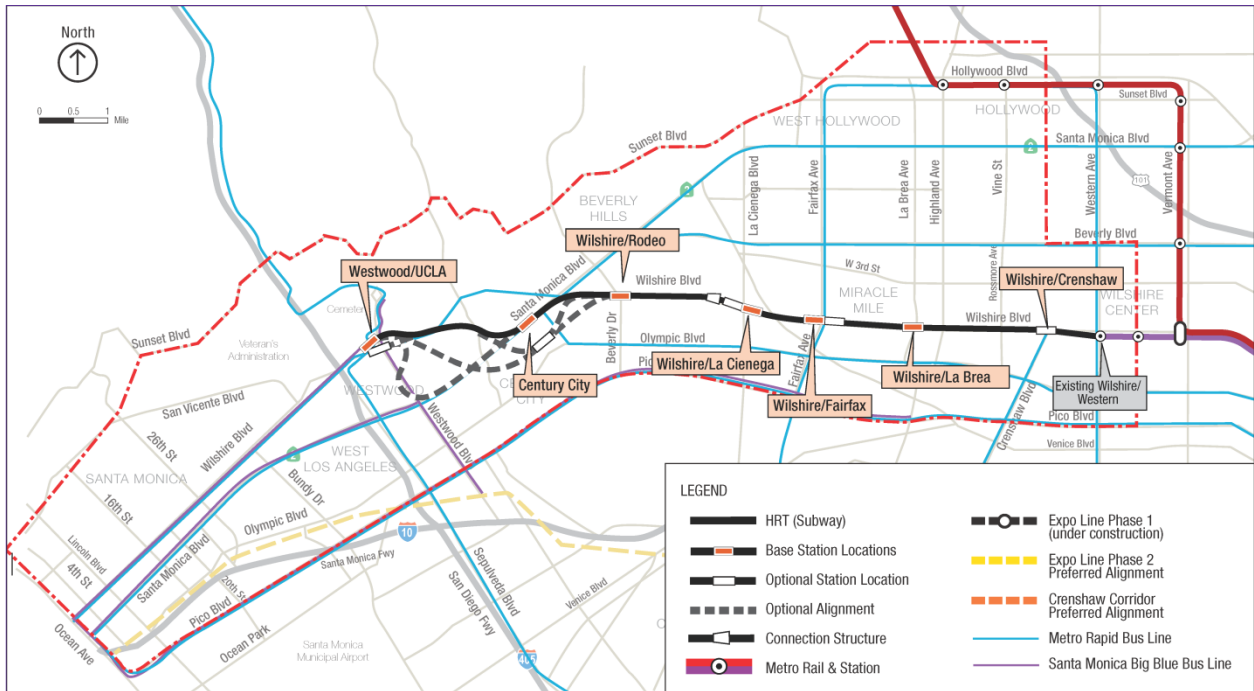 North
0 0.5 1
Mile
Hollywood Blvd
Sunset Blvd
HOLLYWOOD
WEST HOLLYWOOD
Santa Monica Blvd
2
Sunset Blvd
101
La Cienega Blvd
Fairfax Ave
La Brea Ave
Highland Ave
Vine St
Western Ave
Vermont Ave
BEVERLY
HILLS
Beverly Blvd
Wilshire/Rodeo
Westwood/UCLA
W 3rd St
Rossmore Ave
Wilshire/Crenshaw
Santa Monica Blvd
Wilshire Blvd
MIRACLE
MILE
WILSHIRE
CENTER
Wilshire Blvd
Sunset Blvd
Veteran's
Administration
Beverly Dr
Olympic Blvd
Fairfax Ave
Wilshire/La Cienega
Wilshire/La Brea
Existing Wilshire/
Western
WESTWOOD
Century City
CITY
Wilshire/Fairfax
Crenshaw Blvd
Pico Blvd
Venice Blvd
San Vicente Blvd
26th St
Wilshire Blvd
WEST
LOS ANGELES
SANTA MONICA
16th St
Bundy Dr
Olympic Blvd
10
Santa Monica Fwy
Lincoln Blvd
4th St
Santa Monica Blvd
20th St
Pico Blvd
Ocean Ave
Ocean Park
Santa Monica
Municipal Airport
Sepulveda Blvd
San Diego Fwy
Venice Blvd
405
LEGEND
HRT (Subway)
Base Station Locations
Optional Station Location
Optional Alignment
Connection Structure
Metro Rail & Station
Expo Line Phase 1
(under construction)
Expo Line Phase 2
Preferred Alignment
Crenshaw Corridor
Preferred Alignment
Metro Rapid Bus Line
Santa Monica Big Blue Bus Line